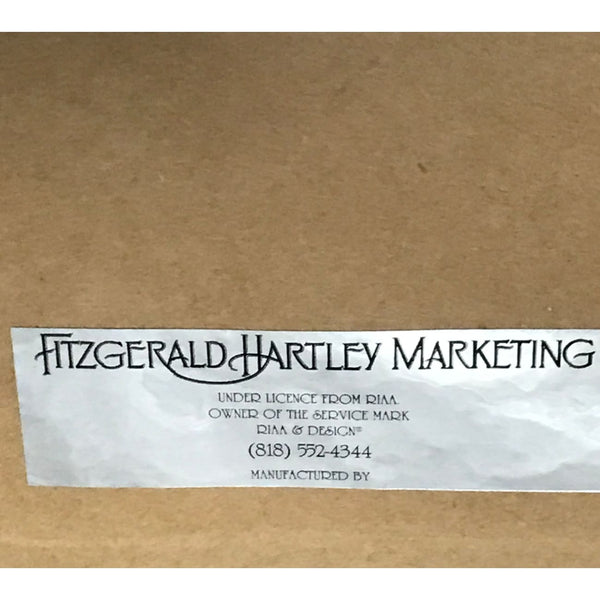 FITZGERALD HARTLEY MARKETING
UNDER LICENCE FROM RIAA
OWNER OF THE SERVICE MARK
RIAA & DESIGN®
(818) 552-4344
MANUFACTURED BY